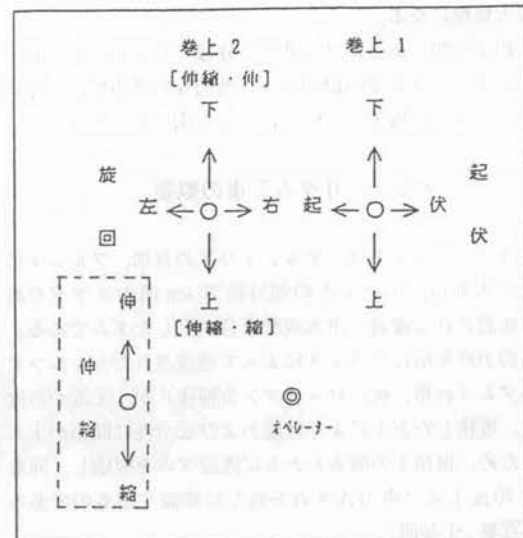 巻上2 巻上1
[伸縮・伸]
下 下
旋回 左 右 起 伏 起伏
上 上
[伸縮・縮]
伸縮 伸
縮
オペレーター